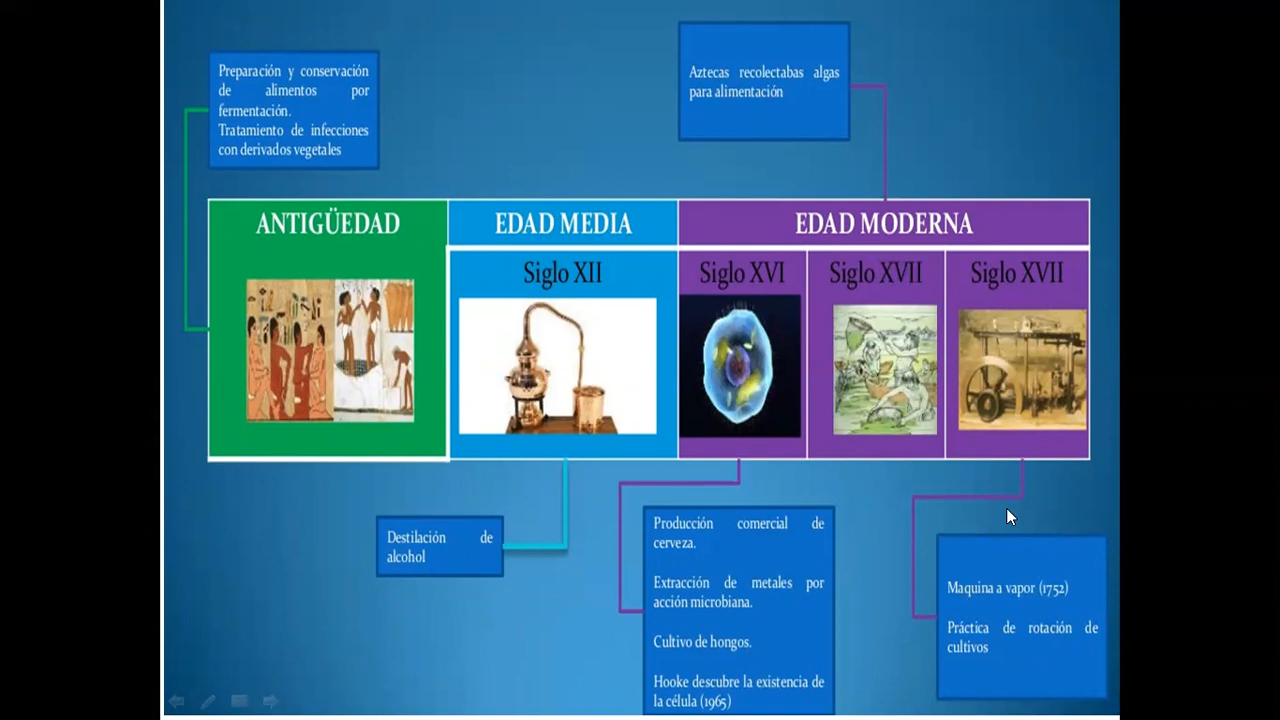 Preparación y conservación
de alimentos por
fermentación.
Tratamiento de infecciones
con derivados vegetales
Aztecas recolectabas algas
para alimentación
ANTIGÜEDAD
EDAD MEDIA
EDAD MODERNA
Siglo XII
Siglo XVI
Siglo XVII
Siglo XVII
Destilación de
alcohol
Producción comercial de
cerveza.
Extracción de metales por
acción microbiana.
Cultivo de hongos.
Hooke descubre la existencia de
la célula (1965)
Maquina a vapor (1752)
Práctica de rotación de
cultivos